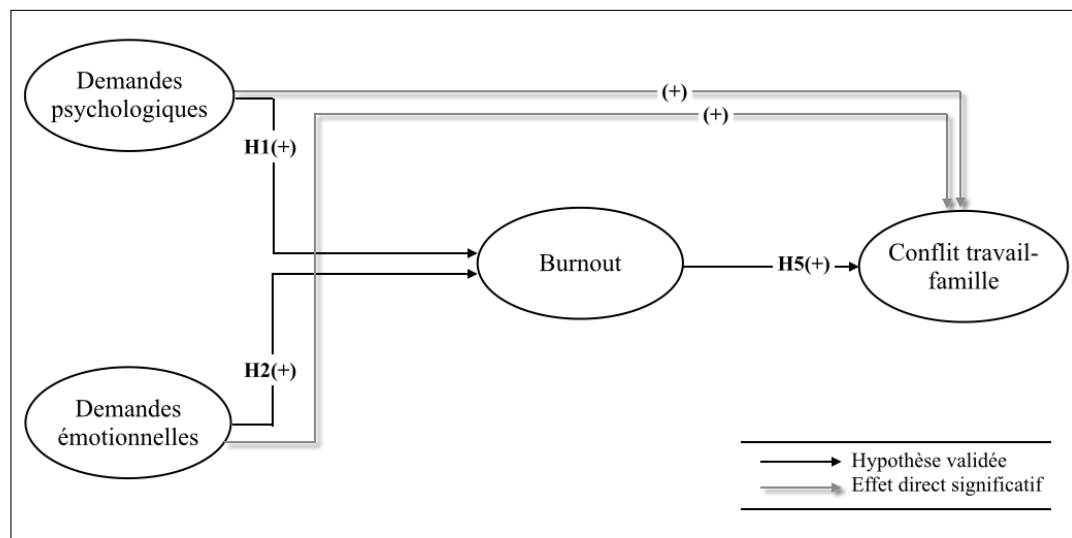 Demandes
psychologiques
(+)
(+)
H1(+)
Burnout
H5(+)
Conflit travail-
famille
H2(+)
Demandes
émotionnelles
Hypothèse validée
Effet direct significatif